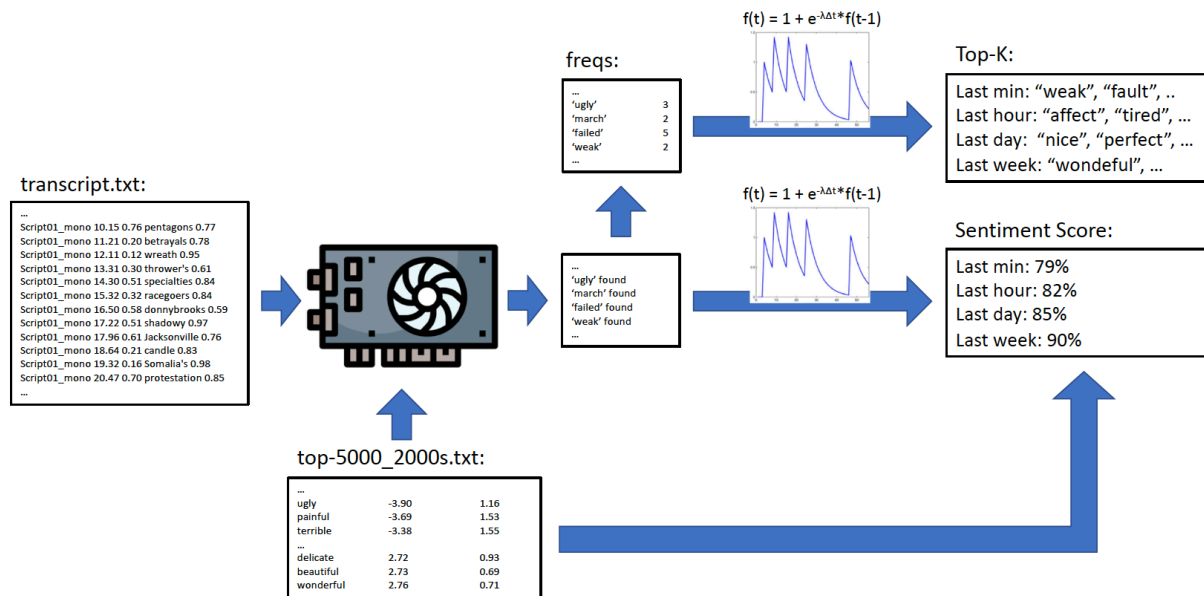 f(t) = 1 + e-λΔt*f(t-1)
freqs:
...
'ugly' 3
'march' 2
'failed' 5
'weak' 2
...
Top-K:
Last min: “weak”, “fault”, ..
Last hour: “affect”, “tired”, ...
Last day: “nice”, “perfect”, ...
Last week: “wondeful”, ...
transcript.txt:
...
Script01_mono 10.15 0.76 pentagons 0.77
Script01_mono 11.21 0.20 betrayals 0.78
Script01_mono 12.11 0.12 wreath 0.95
Script01_mono 13.31 0.30 thrower's 0.61
Script01_mono 14.30 0.51 specialties 0.84
Script01_mono 15.32 0.32 racegoers 0.84
Script01_mono 16.50 0.58 donnybrooks 0.59
Script01_mono 17.22 0.51 shadowy 0.97
Script01_mono 17.96 0.61 Jacksonville 0.76
Script01_mono 18.64 0.21 candle 0.83
Script01_mono 19.32 0.16 Somalia's 0.98
Script01_mono 20.47 0.70 protestation 0.85
...
...
'ugly' found
'march' found
'failed' found
'weak' found
...
f(t) = 1 + e-λΔt*f(t-1)
Sentiment Score:
Last min: 79%
Last hour: 82%
Last day: 85%
Last week: 90%
top-5000_2000s.txt:
...
ugly -3.90 1.16
painful -3.69 1.53
terrible -3.38 1.55
...
delicate 2.72 0.93
beautiful 2.73 0.69
wonderful 2.76 0.71